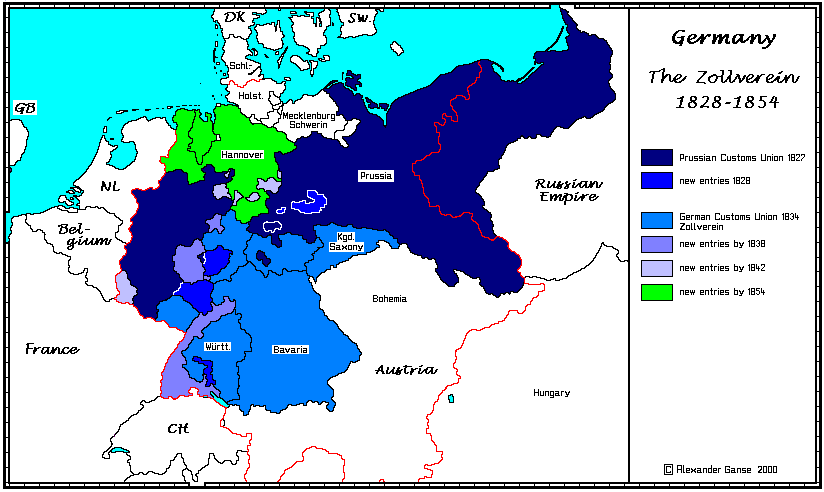 DK
SW.
Schl-
Holst.
GB
Mecklenburg
Schwerin
Hannover
Prussia
NL
Russian
Empire
Bel-
gium
Kgd.
Saxony
Bohemia
France
Württ.
Bavaria
Austria
Hungary
CH
Germany
The Zollverein
1828-1854
Prussian Customs Union 1827
new entries 1828
German Customs Union 1834
Zollverein
new entries by 1838
new entries by 1842
new entries by 1854
© Alexander Ganse 2000